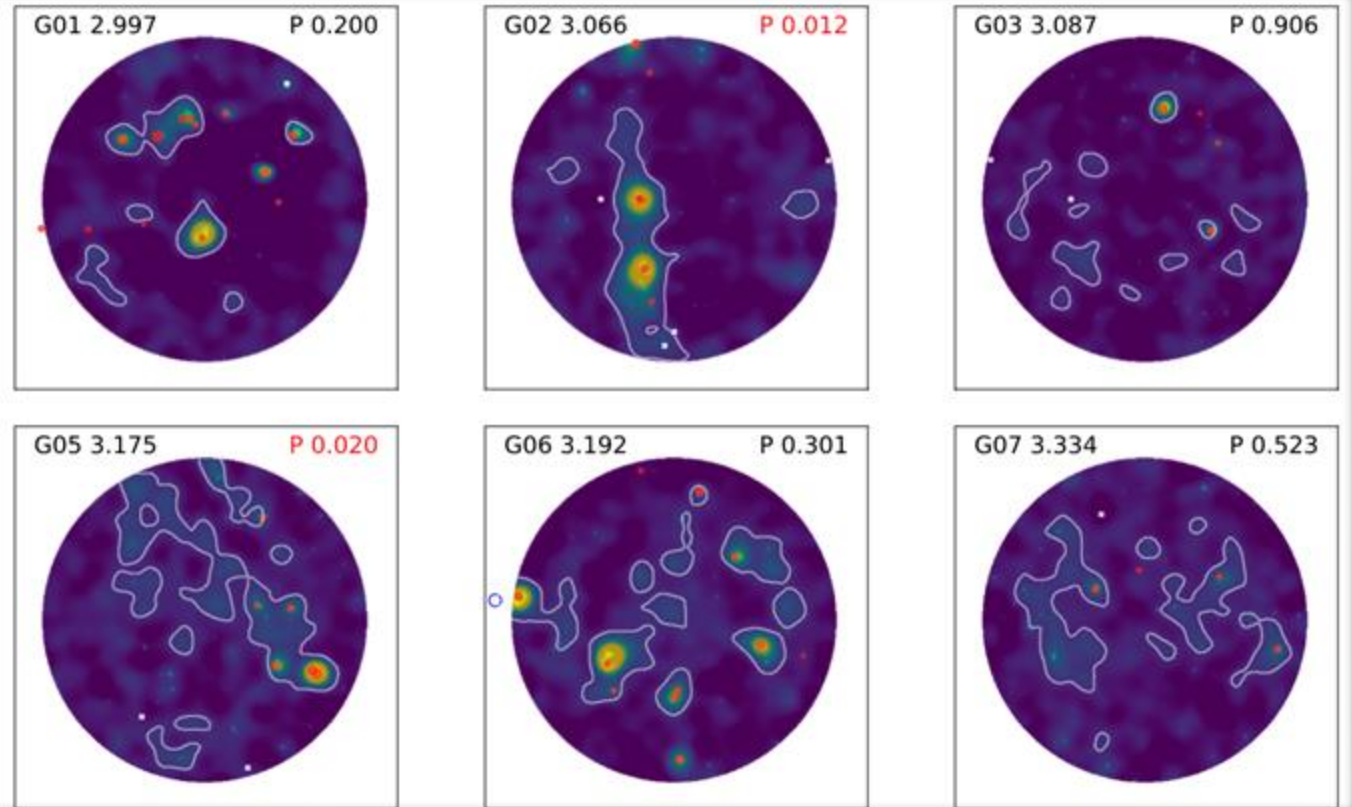 G01 2.997 P 0.200
G02 3.066 P 0.012
G03 3.087 P 0.906
G05 3.175 P 0.020
G06 3.192 P 0.301
G07 3.334 P 0.523